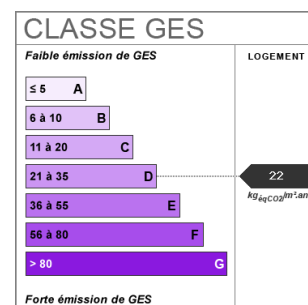 CLASSE GES
Faible émission de GES
LOGEMENT
≤ 5 A
6 à 10 B
11 à 20 C
21 à 35 D
22
kgéqCO2/m².an
36 à 55 E
56 à 80 F
> 80 G
Forte émission de GES